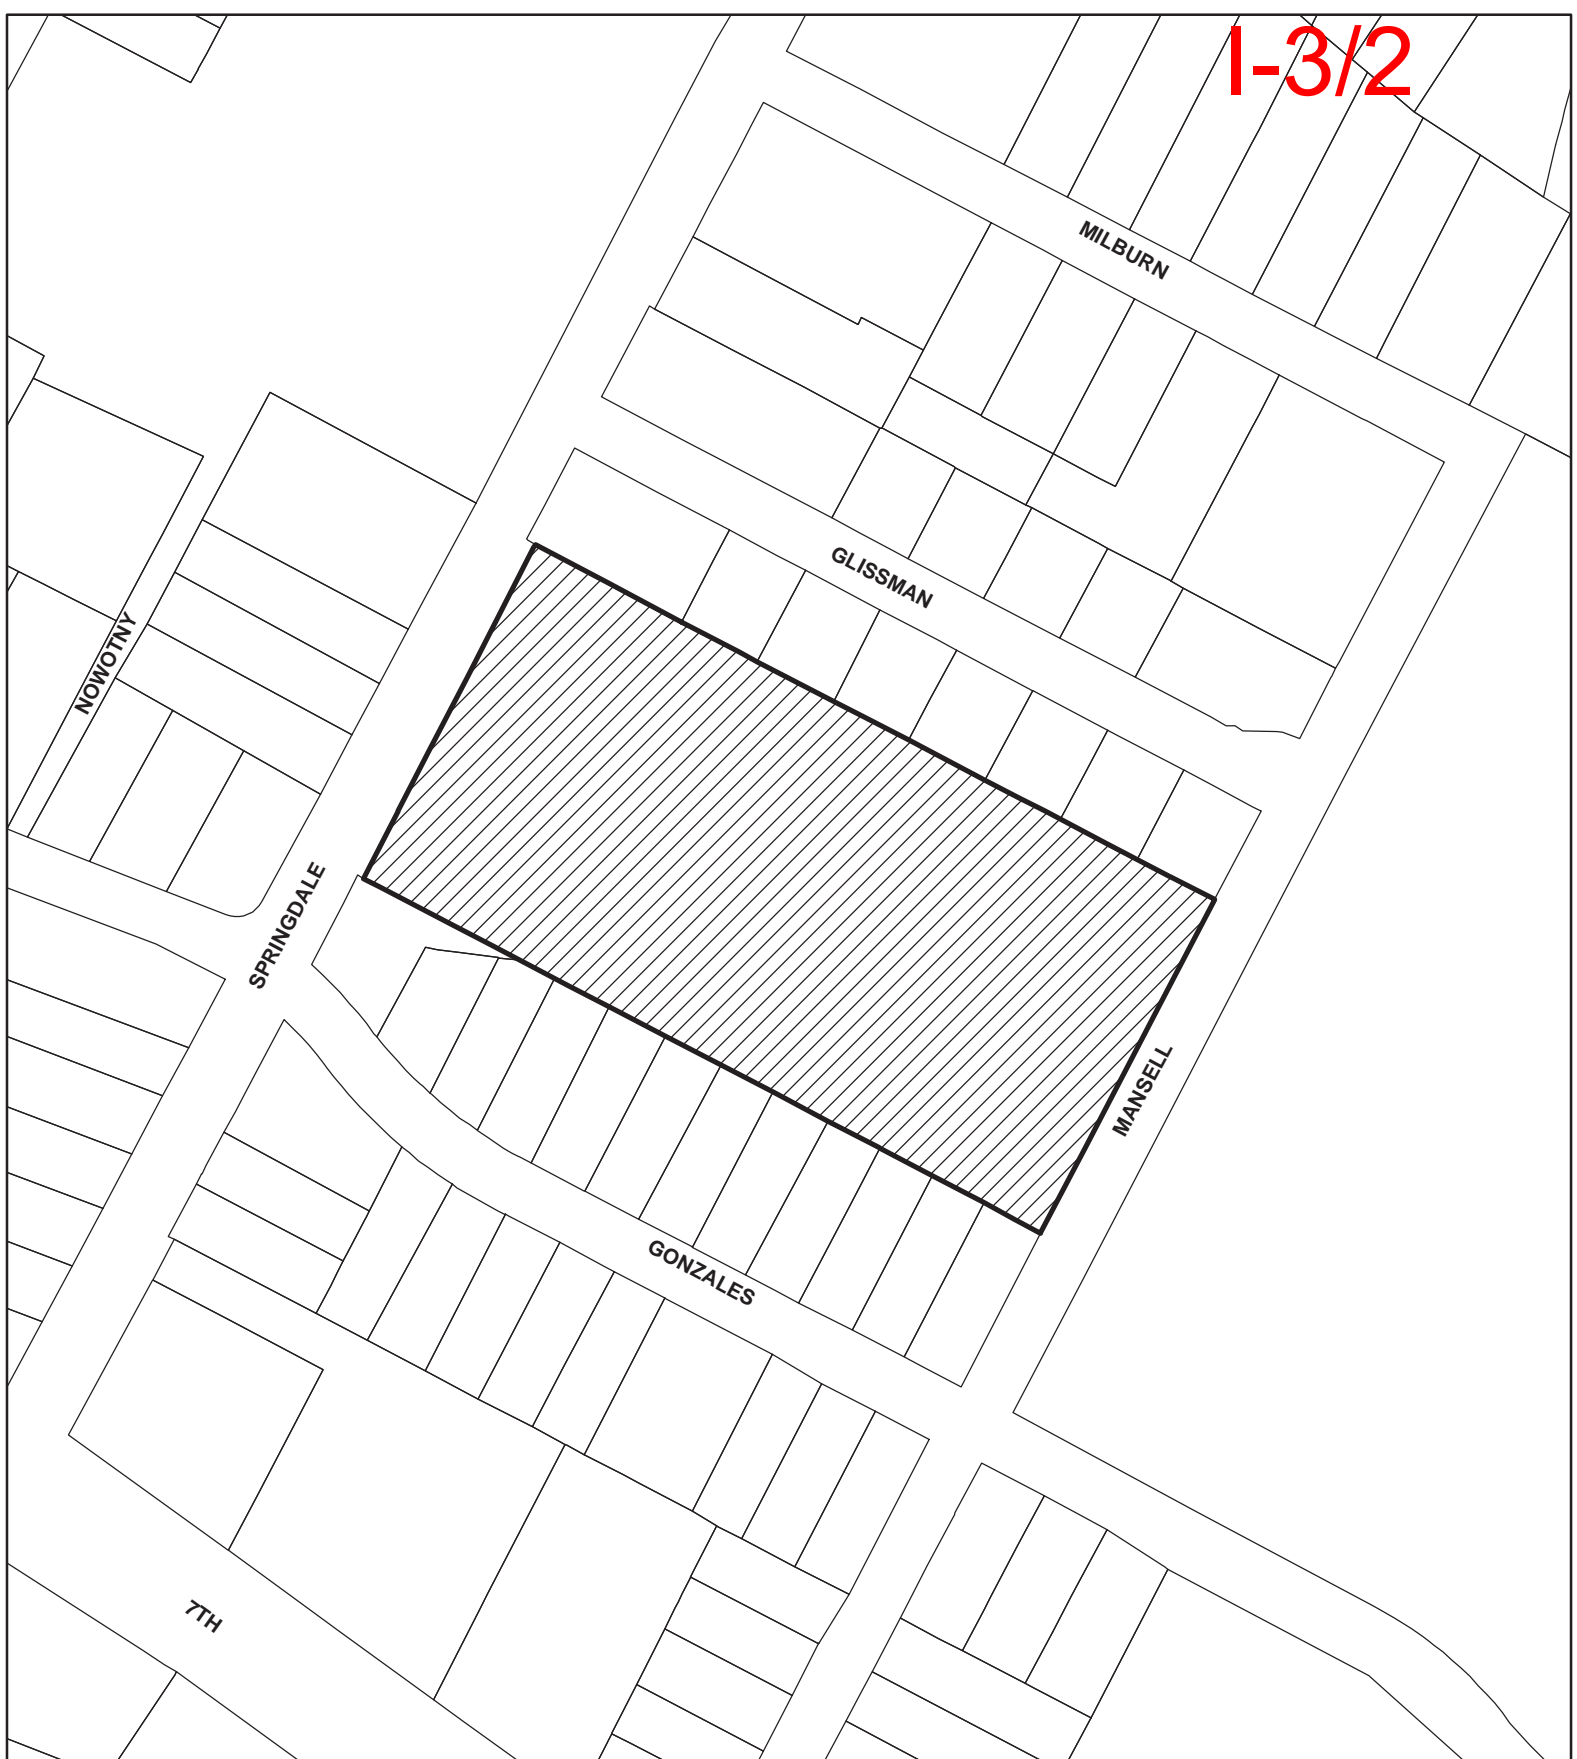 I-3/2
MILBURN
GLISSMAN
NOWOTNY
SPRINGDALE
MANSELL
GONZALES
7TH